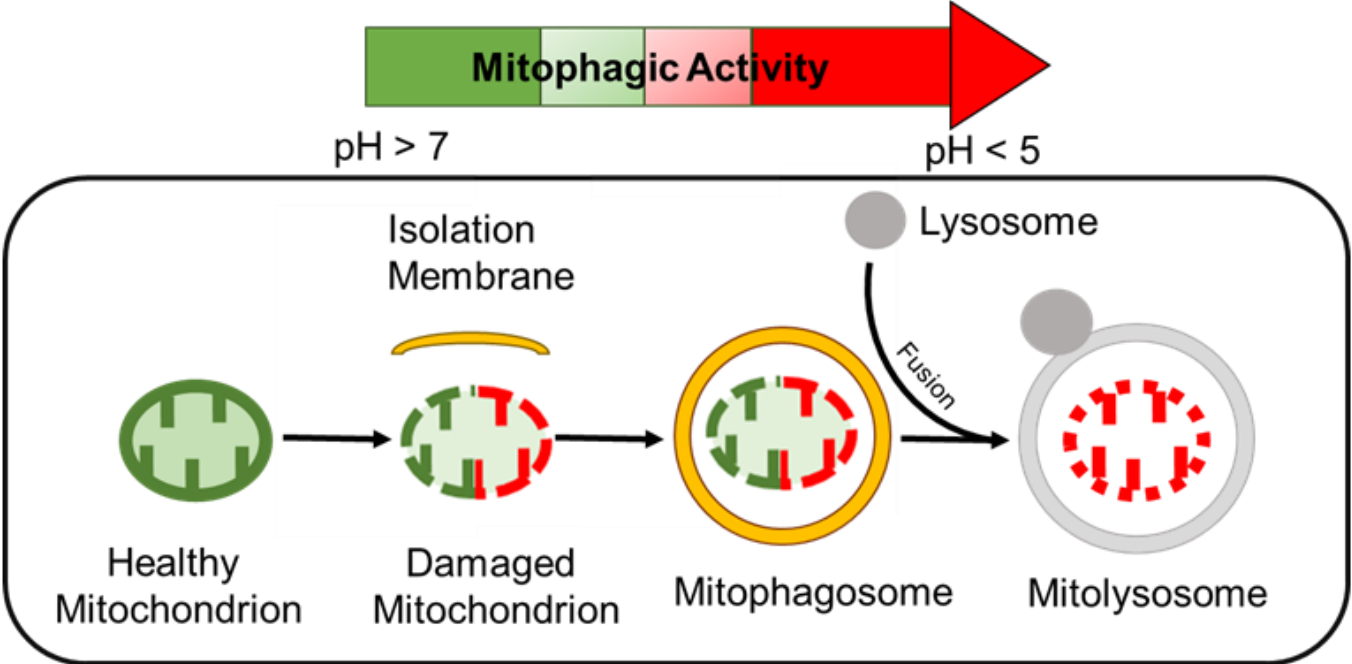 Mitophagic Activity
pH > 7
pH < 5
Isolation
Membrane
Lysosome
Fusion
Healthy
Mitochondrion
Damaged
Mitochondrion
Mitophagosome
Mitolysosome